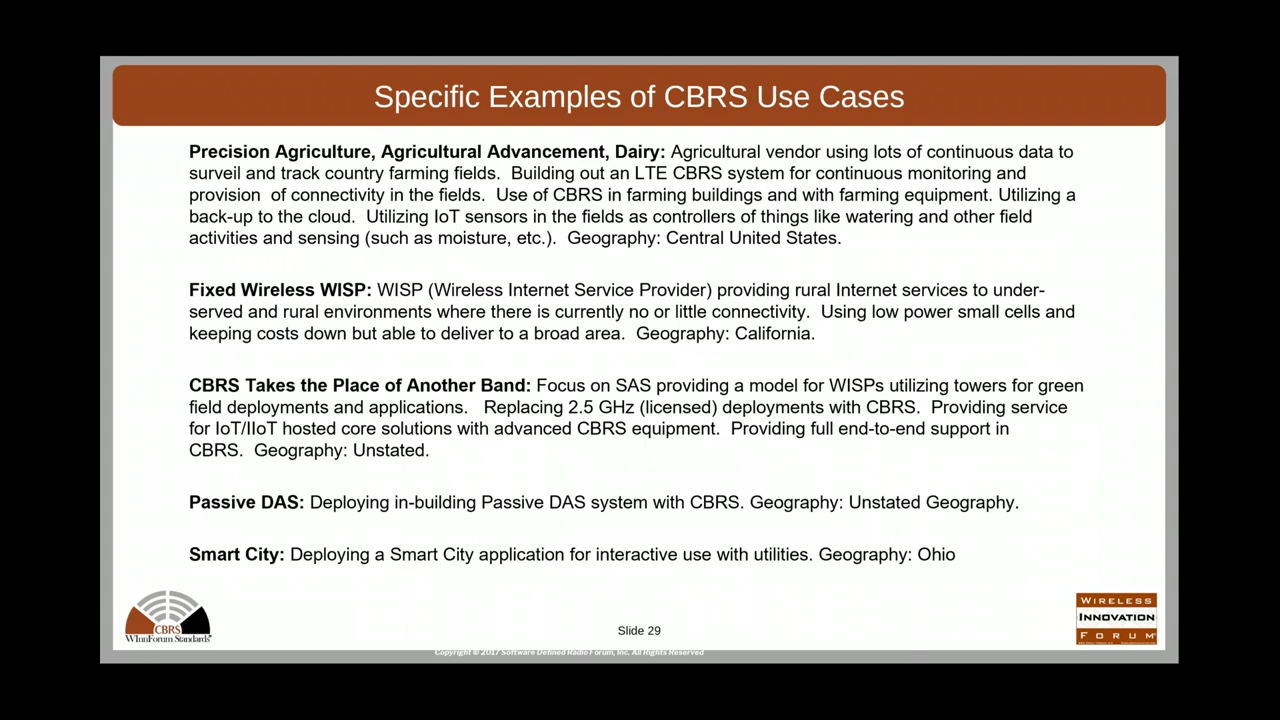 Specific Examples of CBRS Use Cases
Precision Agriculture, Agricultural Advancement, Dairy: Agricultural vendor using lots of continuous data to
surveil and track country farming fields.  Building out an LTE CBRS system for continuous monitoring and
provision  of connectivity in the fields.  Use of CBRS in farming buildings and with farming equipment. Utilizing a
back-up to the cloud.  Utilizing IoT sensors in the fields as controllers of things like watering and other field
activities and sensing (such as moisture, etc.).  Geography: Central United States.
Fixed Wireless WISP: WISP (Wireless Internet Service Provider) providing rural Internet services to under-
served and rural environments where there is currently no or little connectivity.  Using low power small cells and
keeping costs down but able to deliver to a broad area.  Geography: California.
CBRS Takes the Place of Another Band: Focus on SAS providing a model for WISPs utilizing towers for green
field deployments and applications.   Replacing 2.5 GHz (licensed) deployments with CBRS.  Providing service
for IoT/IIoT hosted core solutions with advanced CBRS equipment.  Providing full end-to-end support in
CBRS.  Geography: Unstated.
Passive DAS: Deploying in-building Passive DAS system with CBRS. Geography: Unstated Geography.
Smart City: Deploying a Smart City application for interactive use with utilities. Geography: Ohio
CBRS
WInnForum Standards
Slide 29
WIRELESS
INNOVATION
FORUM
Copyright © 2017 Software Defined Radio Forum, Inc. All Rights Reserved